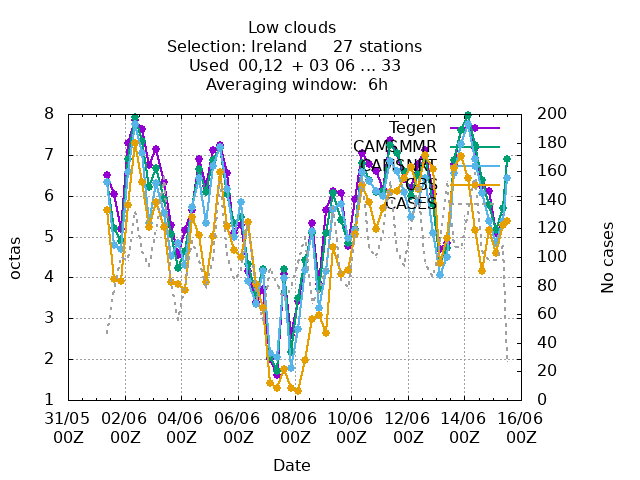 Low clouds
Selection: Ireland 27 stations
Used 00,12 + 03 06 ... 33
Averaging window: 6h
8
7
6
5
4
3
2
1
octas
200
180
160
140
120
100
80
60
40
20
0
No cases
Tegen
CAMSMMR
CAMSNRT
OBS
CASES
31/05 02/06 04/06 06/06 08/06 10/06 12/06 14/06 16/06
00Z 00Z 00Z 00Z 00Z 00Z 00Z 00Z 00Z
Date